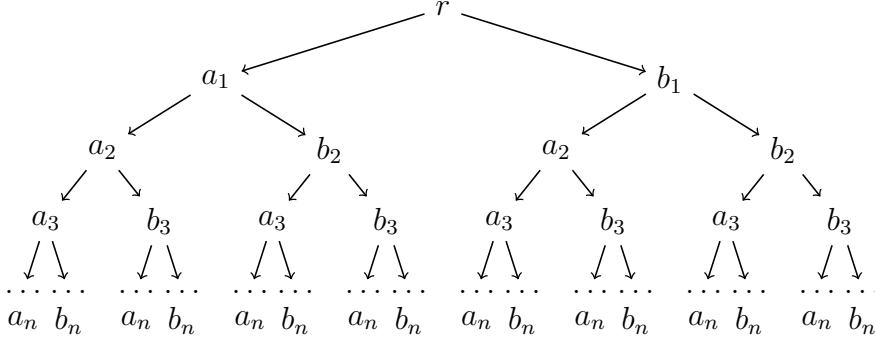 r
a₁ b₁
a₂ b₂ a₂ b₂
a₃ b₃ a₃ b₃ a₃ b₃ a₃ b₃
...... ...... ...... ...... ...... ...... ...... ......
aₙ bₙ aₙ bₙ aₙ bₙ aₙ bₙ aₙ bₙ aₙ bₙ aₙ bₙ aₙ bₙ